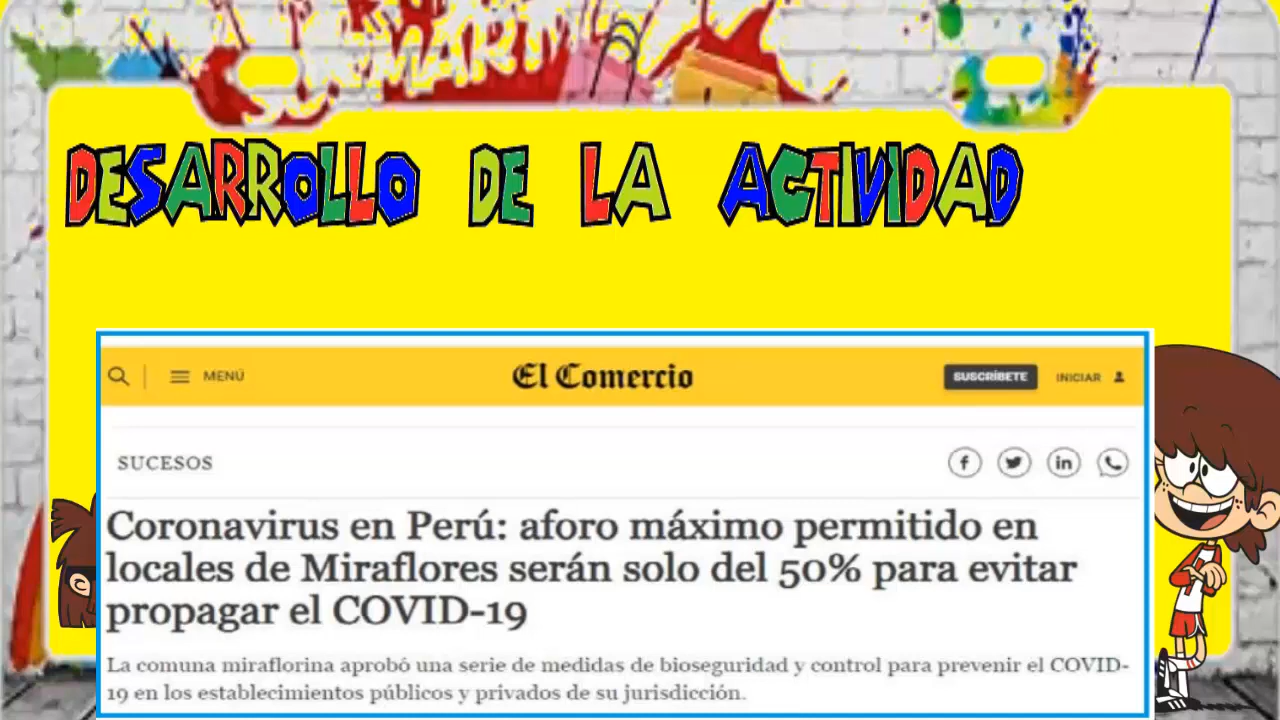 DESARROLLO DE LA ACTIVIDAD
MENÚ
El Comercio
SUSCRÍBETE
INICIAR
SUCESOS
Coronavirus en Perú: aforo máximo permitido en
locales de Miraflores serán solo del 50% para evitar
propagar el COVID-19
La comuna miraflorina aprobó una serie de medidas de bioseguridad y control para prevenir el COVID-
19 en los establecimientos públicos y privados de su jurisdicción.